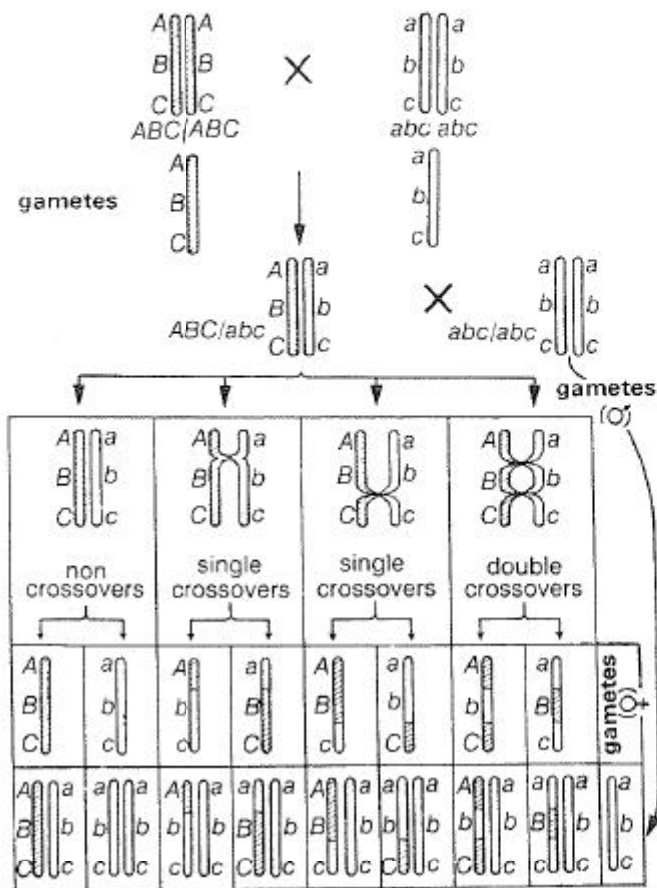 A A a a
B B b b
C C c c
ABC/ABC abc abc
A a
gametes B b
C c
A a a a
B b b b
ABC/abc abc/abc
C c c c
gametes
(♂)
A a A a A a A a
B b B b B b B b
C c C c C c C c
non single single double
crossovers crossovers crossovers crossovers
gametes
(♀)
A a A a A a A a
B b b B B b b B
C c c C c C C c
A a a a A a a a A a a a A a a a a
B b b b b b B b B b b b b b B b b
C c c c c c C c c c C c C c c c c